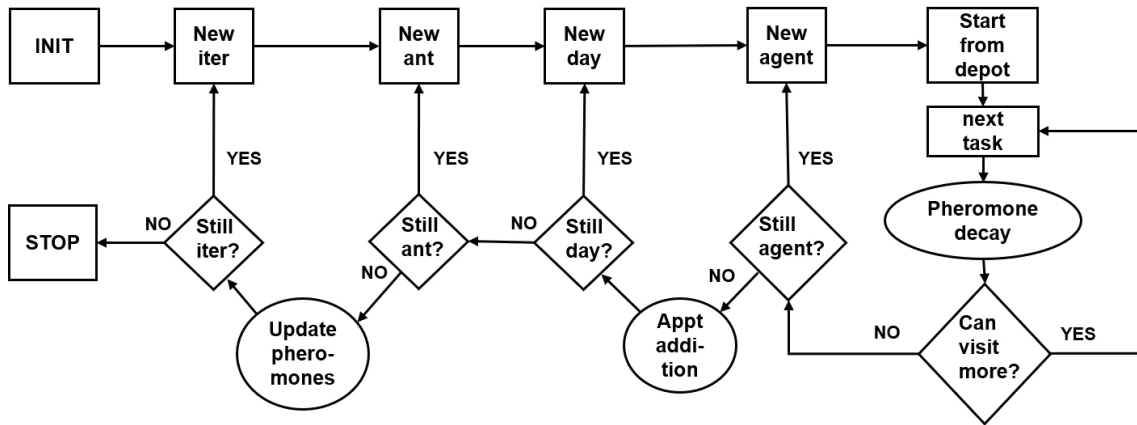 INIT
New
iter
New
ant
New
day
New
agent
Start
from
depot
next
task
YES
YES
YES
YES
Pheromone
decay
STOP
NO
Still
iter?
Still
ant?
NO
Still
day?
Still
agent?
NO
NO
Update
phero-
mones
Appt
addi-
tion
NO
Can
visit
more?
YES